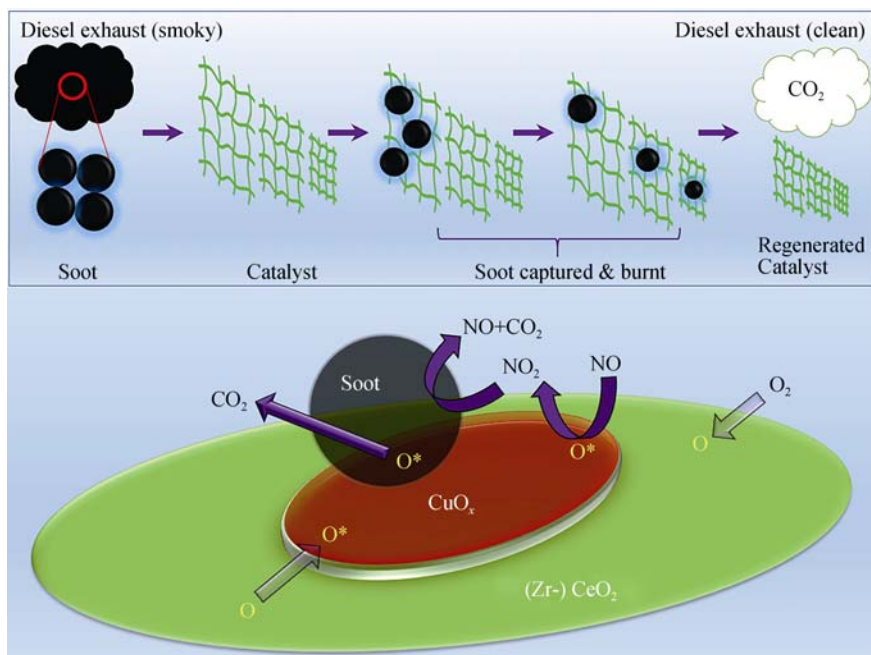 Diesel exhaust (smoky)
Diesel exhaust (clean)
CO₂
Soot
Catalyst
Soot captured & burnt
Regenerated
Catalyst
NO+CO₂
Soot
NO₂
NO
CO₂
O₂
O
O*
O*
CuOₓ
O*
O
(Zr-) CeO₂